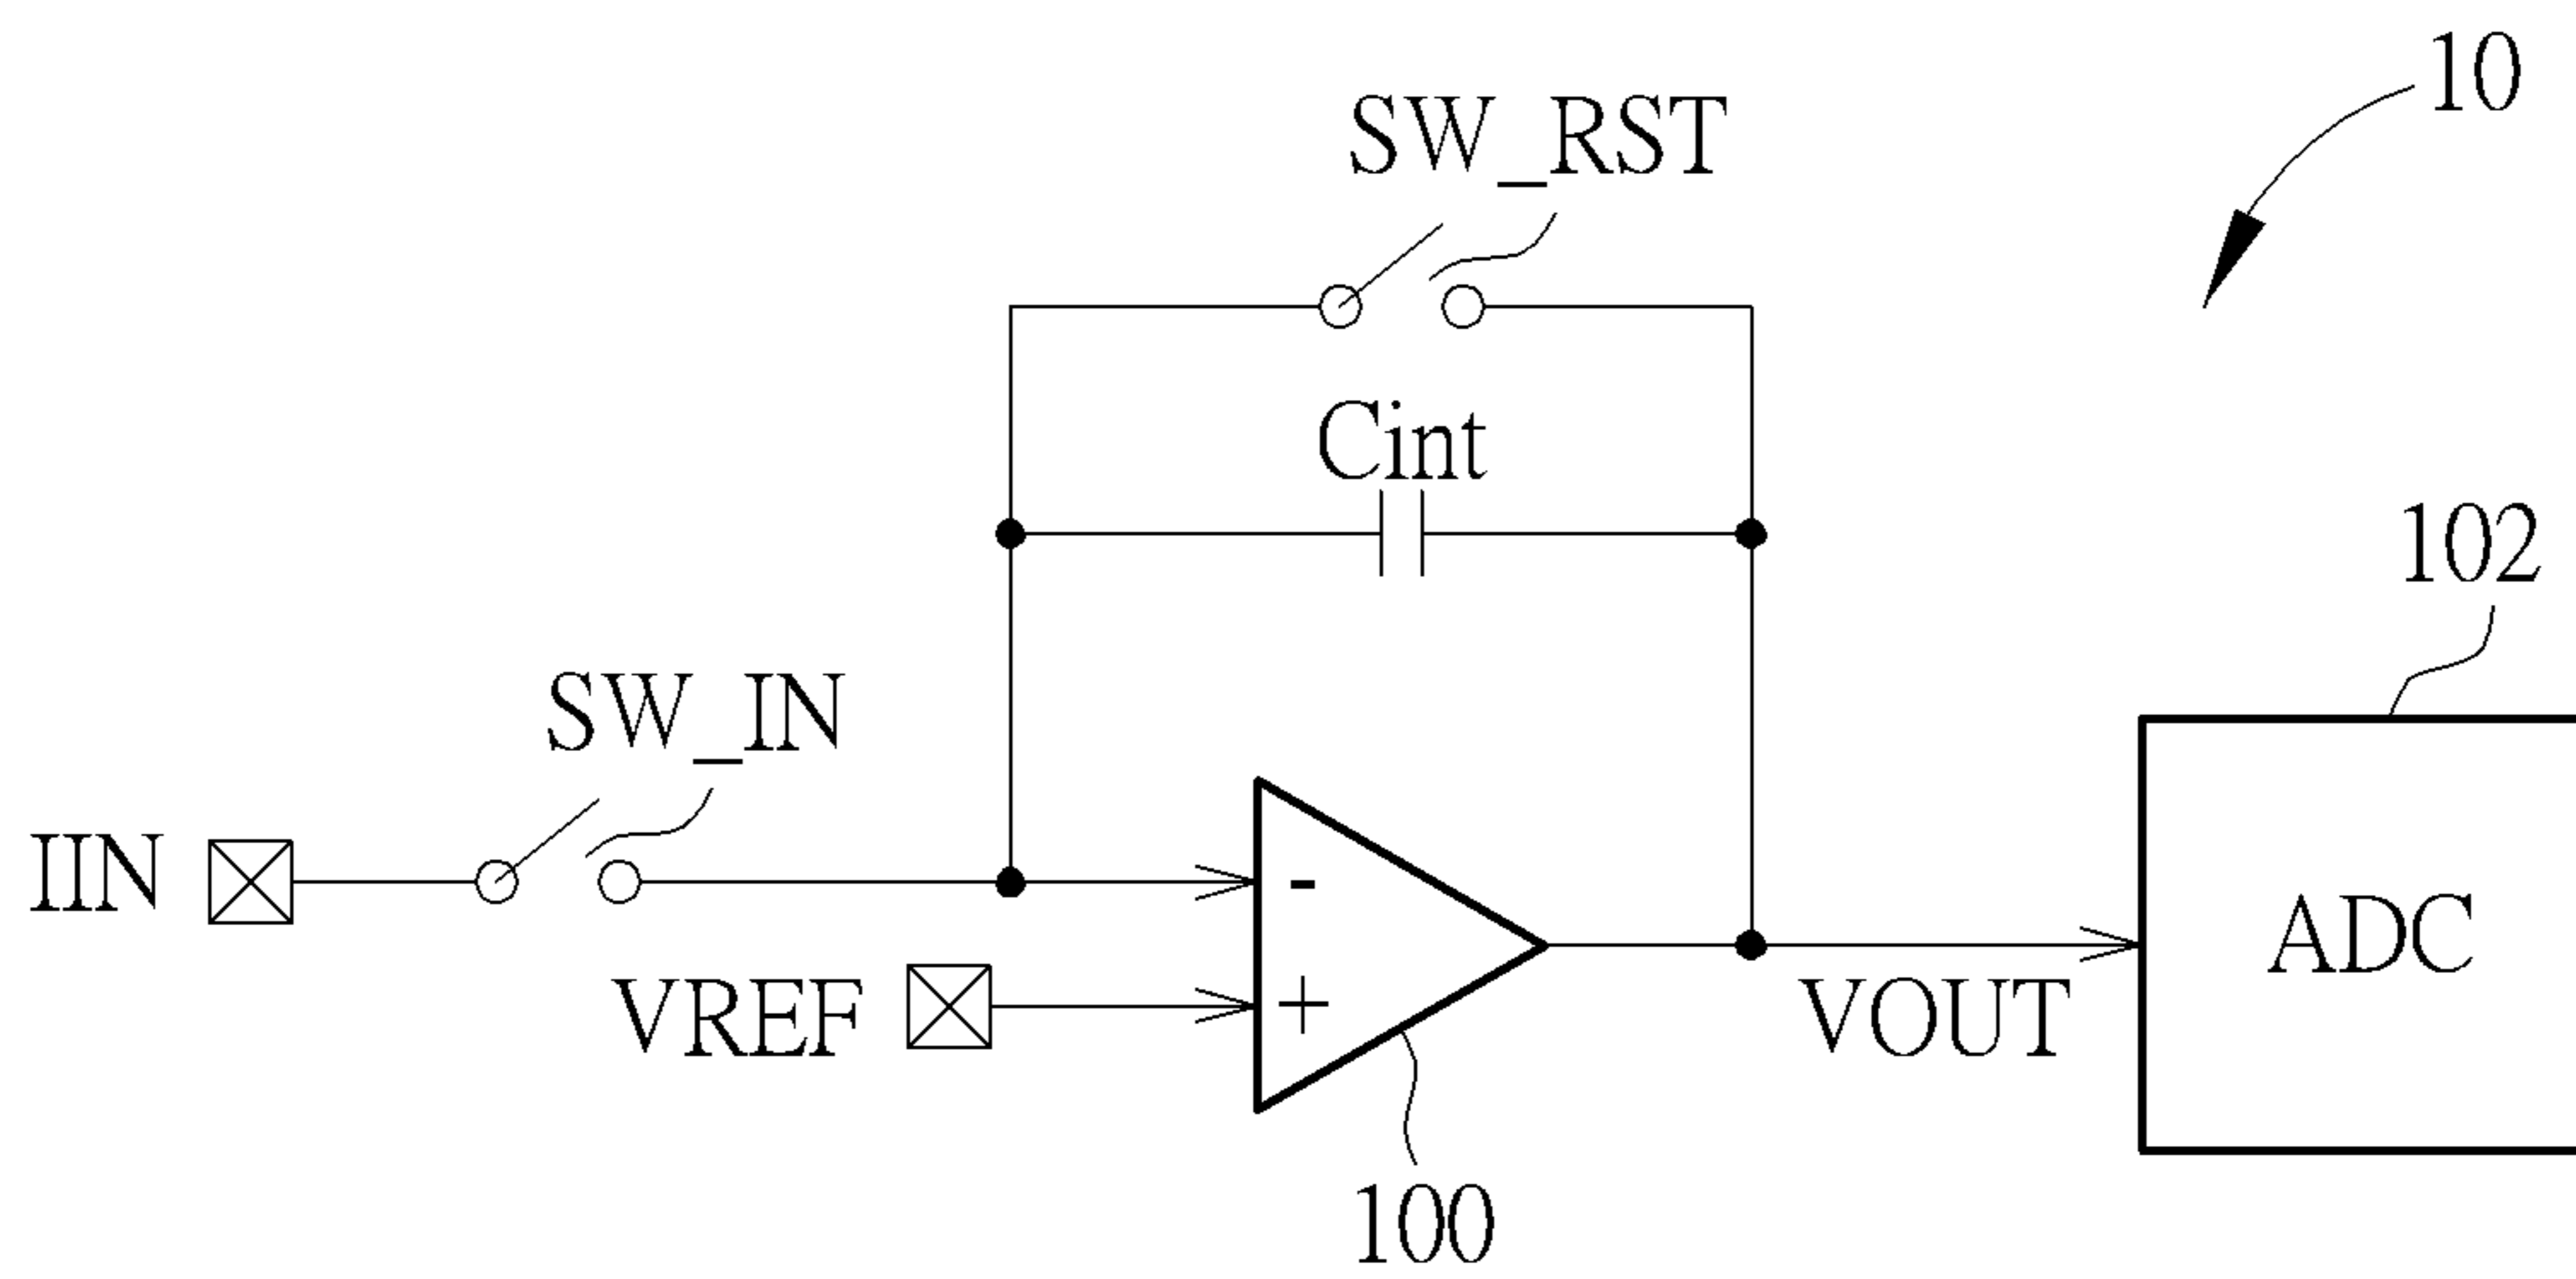 10
SW_RST
Cint
102
SW_IN
IIN
-
ADC
VREF
+
VOUT
100